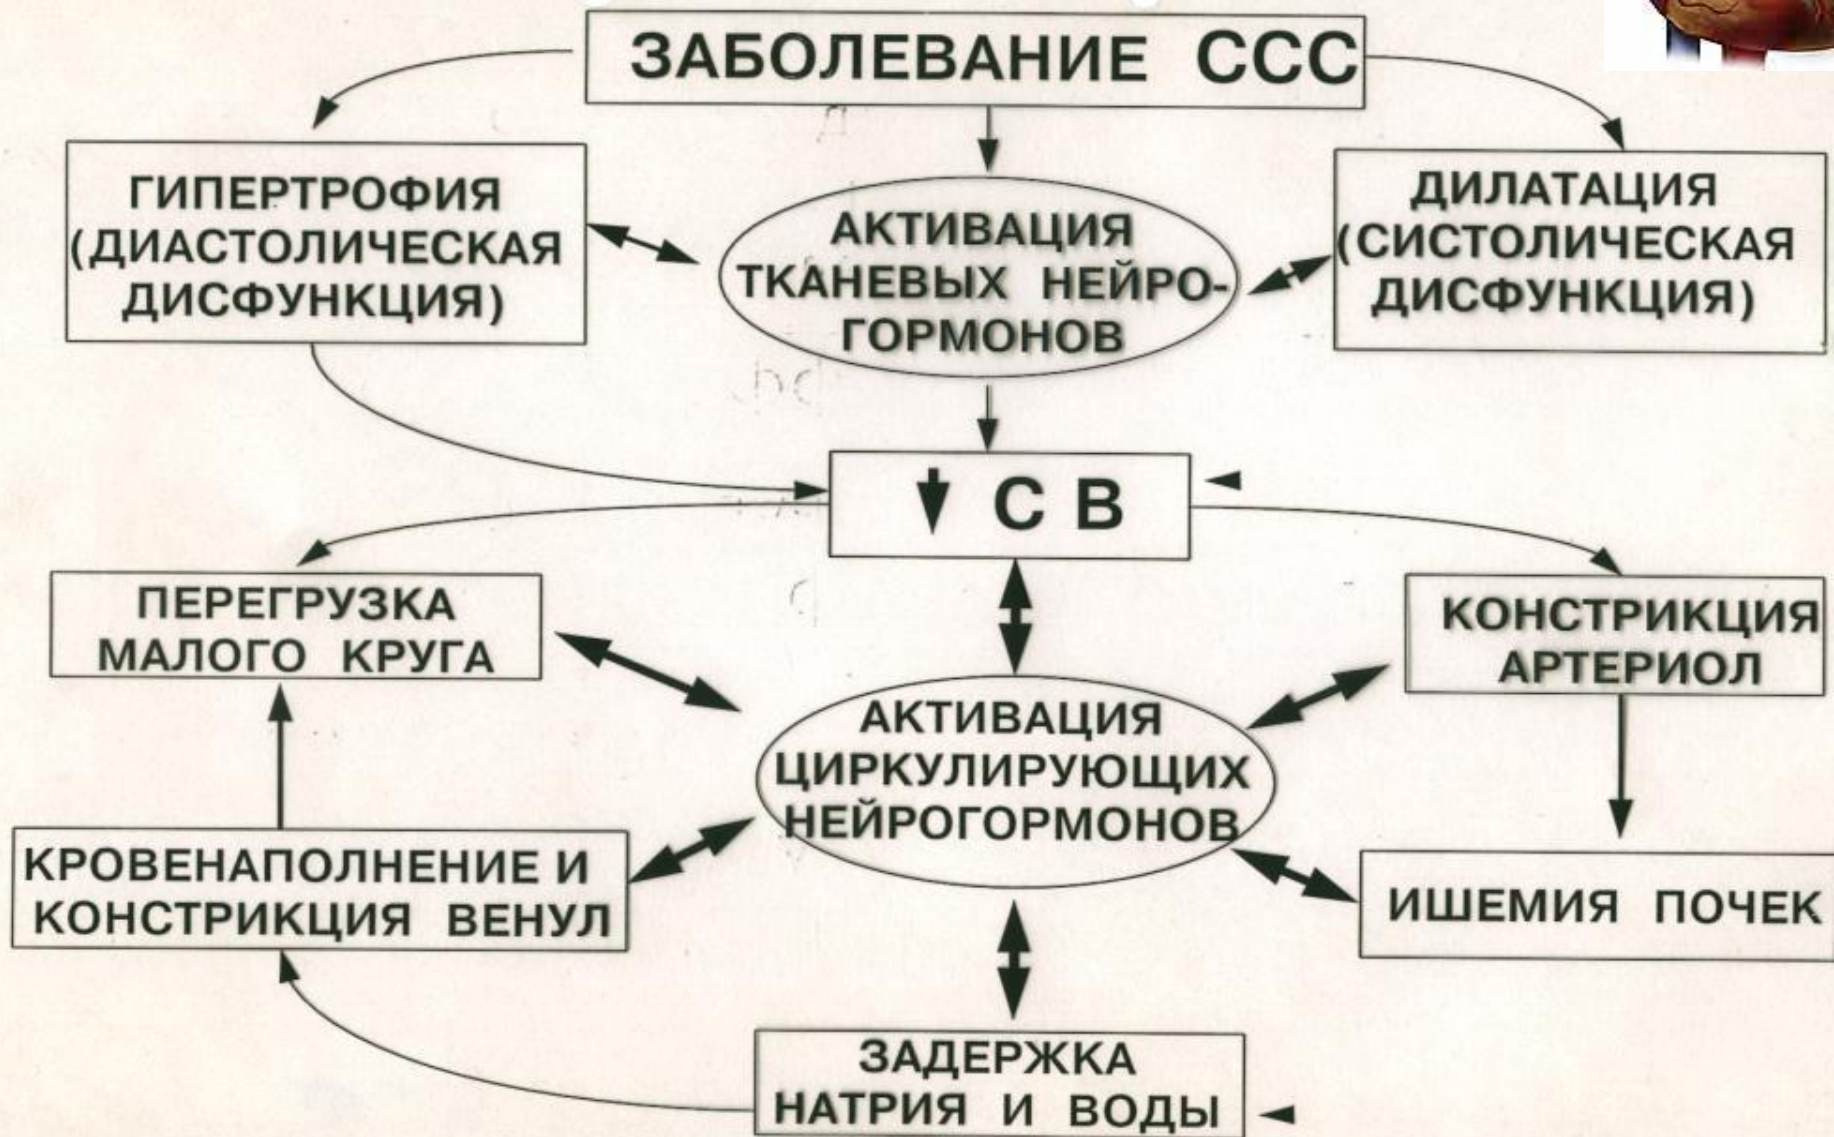 ЗАБОЛЕВАНИЕ ССС
ГИПЕРТРОФИЯ
(ДИАСТОЛИЧЕСКАЯ
ДИСФУНКЦИЯ)
АКТИВАЦИЯ
ТКАНЕВЫХ НЕЙРО-
ГОРМОНОВ
ДИЛАТАЦИЯ
(СИСТОЛИЧЕСКАЯ
ДИСФУНКЦИЯ)
С В
ПЕРЕГРУЗКА
МАЛОГО КРУГА
КОНСТРИКЦИЯ
АРТЕРИОЛ
АКТИВАЦИЯ
ЦИРКУЛИРУЮЩИХ
НЕЙРОГОРМОНОВ
КРОВЕНАПОЛНЕНИЕ И
КОНСТРИКЦИЯ ВЕНУЛ
ИШЕМИЯ ПОЧЕК
ЗАДЕРЖКА
НАТРИЯ И ВОДЫ